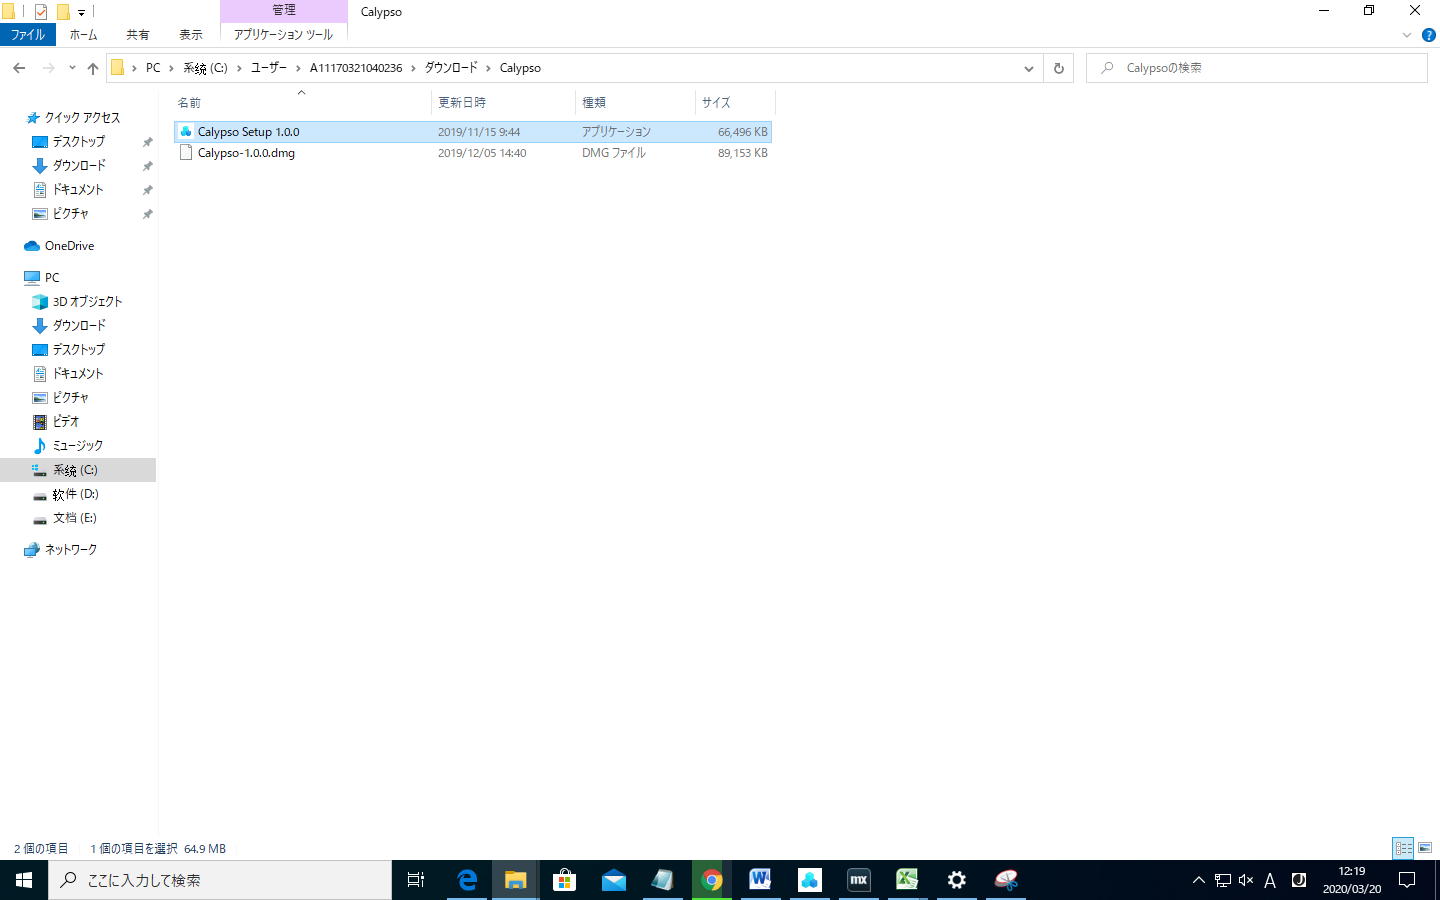 管理
Calypso
ファイル
ホーム
共有
表示
アプリケーション ツール
PC
系统 (C:)
ユーザー
A11170321040236
ダウンロード
Calypso
Calypsoの検索
名前
更新日時
種類
サイズ
Calypso Setup 1.0.0
2019/11/15 9:44
アプリケーション
66,496 KB
Calypso-1.0.0.dmg
2019/12/05 14:40
DMG ファイル
89,153 KB
クイック アクセス
デスクトップ
ダウンロード
ドキュメント
ピクチャ
OneDrive
PC
3D オブジェクト
ダウンロード
デスクトップ
ドキュメント
ピクチャ
ビデオ
ミュージック
系统 (C:)
软件 (D:)
文档 (E:)
ネットワーク
2 個の項目
1 個の項目を選択 64.9 MB
ここに入力して検索
mx
A
12:19
2020/03/20